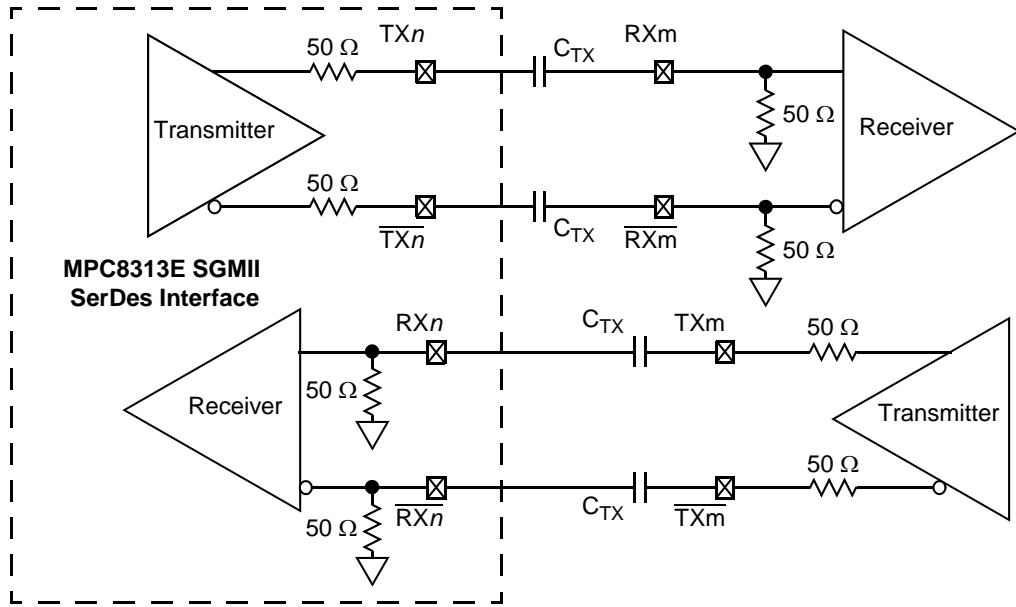 50 Ω
TXn
CTX
RXm
Transmitter
50 Ω
Receiver
50 Ω
TXn
CTX
RXm
50 Ω
MPC8313E SGMII
SerDes Interface
RXn
CTX
TXm
50 Ω
Receiver
50 Ω
Transmitter
50 Ω
RXn
CTX
TXm
50 Ω